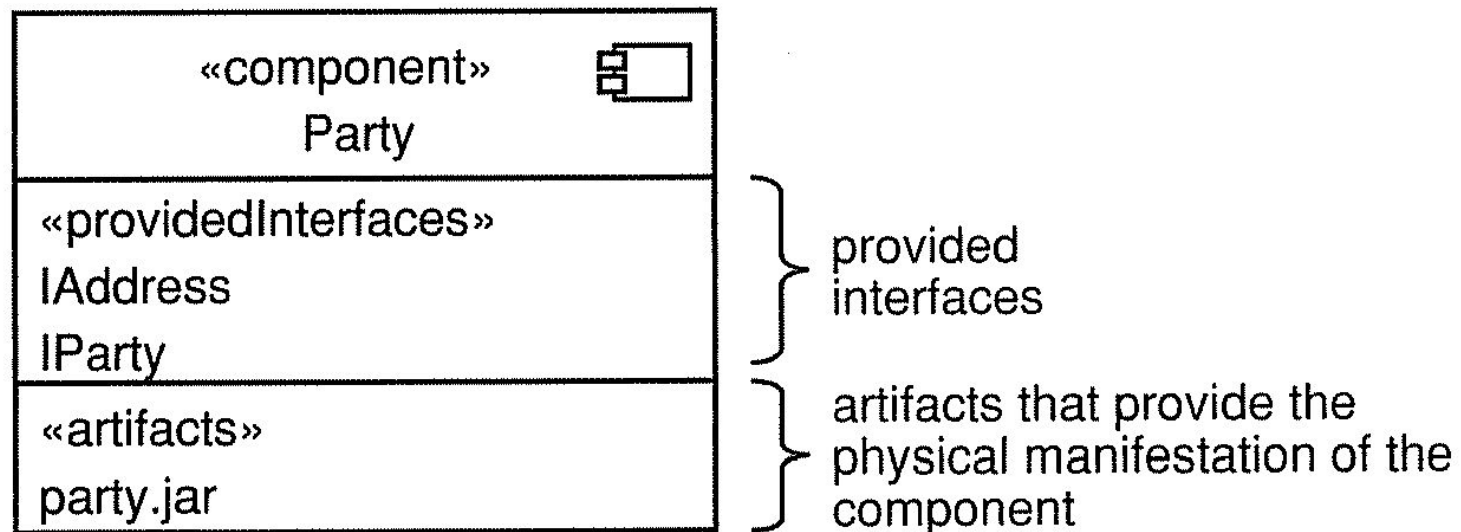 «component»
Party
«providedInterfaces»
IAddress
IParty
provided
interfaces
«artifacts»
party.jar
artifacts that provide the
physical manifestation of the
component